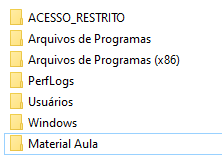 ACESSO_RESTRITO
Arquivos de Programas
Arquivos de Programas (x86)
PerfLogs
Usuários
Windows
Material Aula